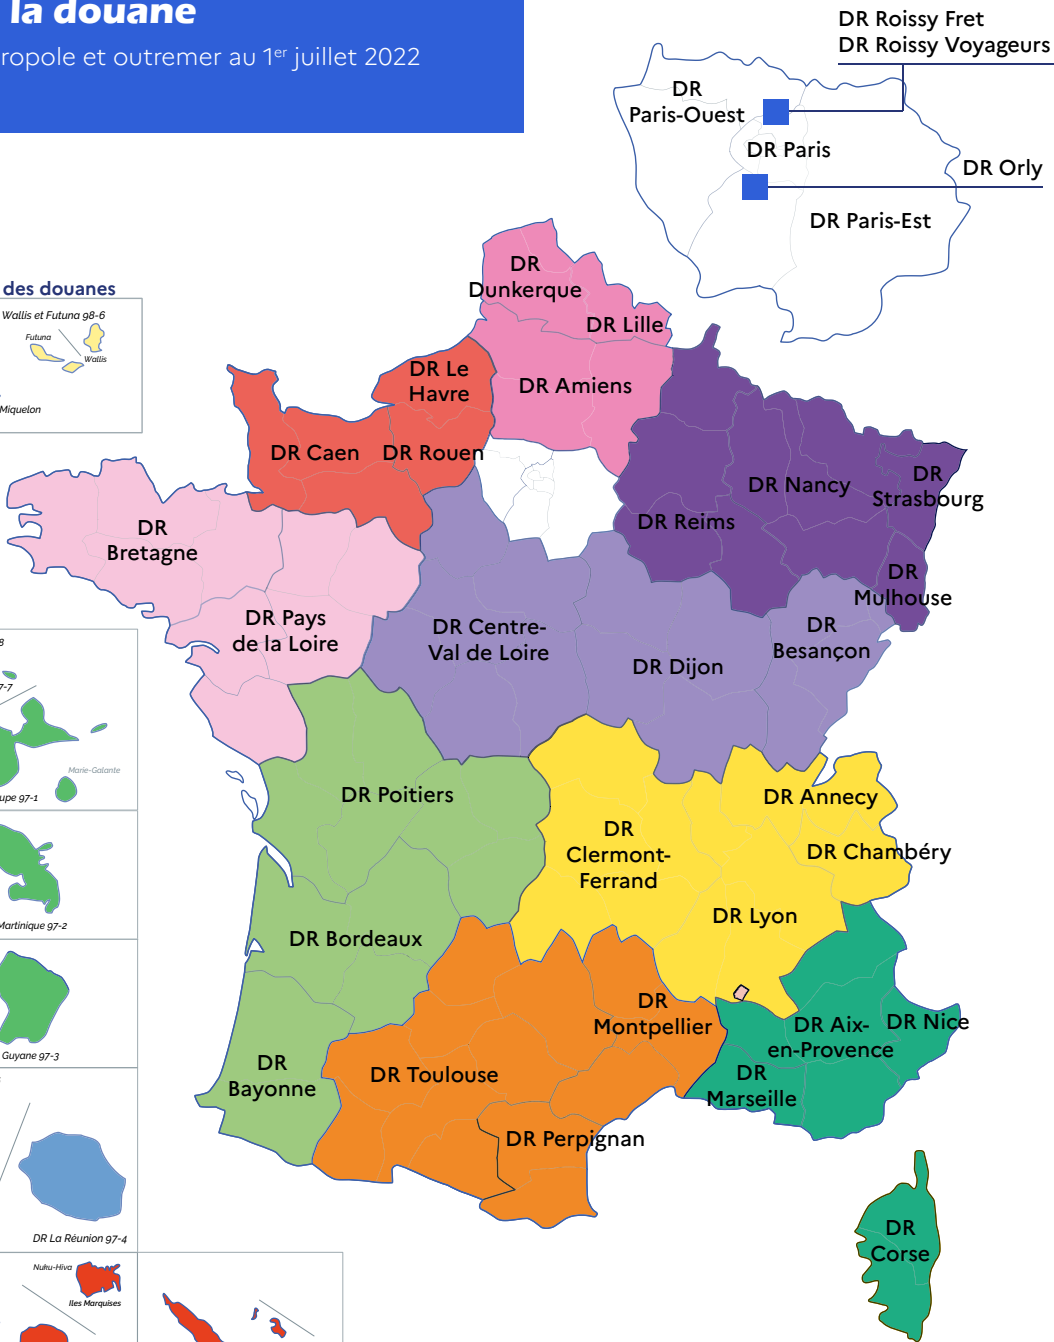 la douane
ropole et outremer au 1er juillet 2022
DR Roissy Fret
DR Roissy Voyageurs
DR
Paris-Ouest
DR Paris
DR Orly
DR Paris-Est
des douanes
Wallis et Futuna 98-6
Futuna
Wallis
Miquelon
DR
Dunkerque
DR Lille
DR Le
Havre
DR Amiens
DR Caen
DR Rouen
DR Nancy
DR
Strasbourg
DR Reims
DR
Bretagne
DR
Mulhouse
DR Pays
de la Loire
DR Centre-
Val de Loire
DR Dijon
DR
Besançon
8
7-7
Marie-Galante
upe 97-1
DR Poitiers
DR Annecy
DR
Clermont-
Ferrand
DR Chambéry
DR Lyon
Martinique 97-2
DR Bordeaux
DR
Montpellier
DR Aix-
en-Provence
DR Nice
Guyane 97-3
DR
Bayonne
DR Toulouse
DR
Marseille
DR Perpignan
DR La Réunion 97-4
DR
Corse
Nuku-Hiva
Iles Marquises